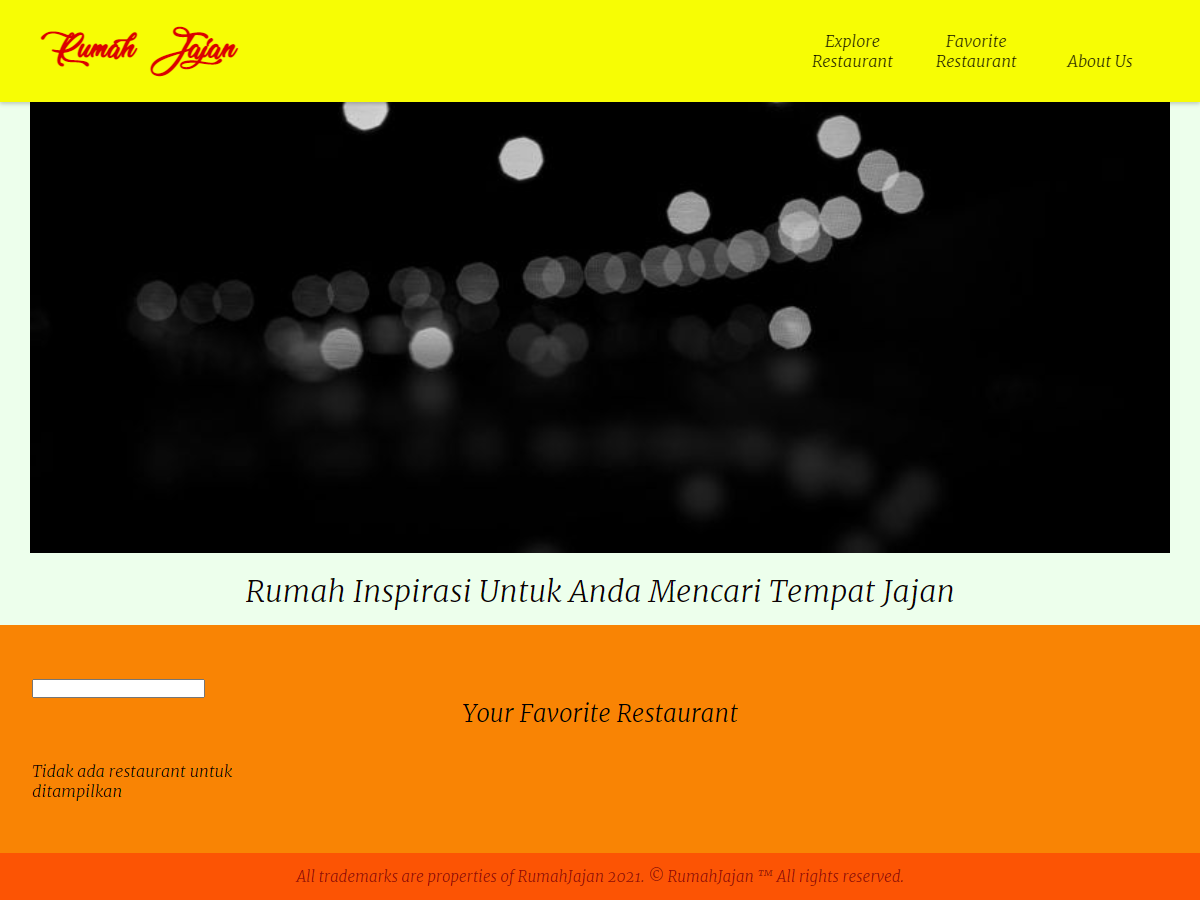 Rumah Jajan
Explore
Restaurant
Favorite
Restaurant
About Us
Rumah Inspirasi Untuk Anda Mencari Tempat Jajan
Your Favorite Restaurant
Tidak ada restaurant untuk
ditampilkan
All trademarks are properties of RumahJajan 2021. © RumahJajan ™ All rights reserved.